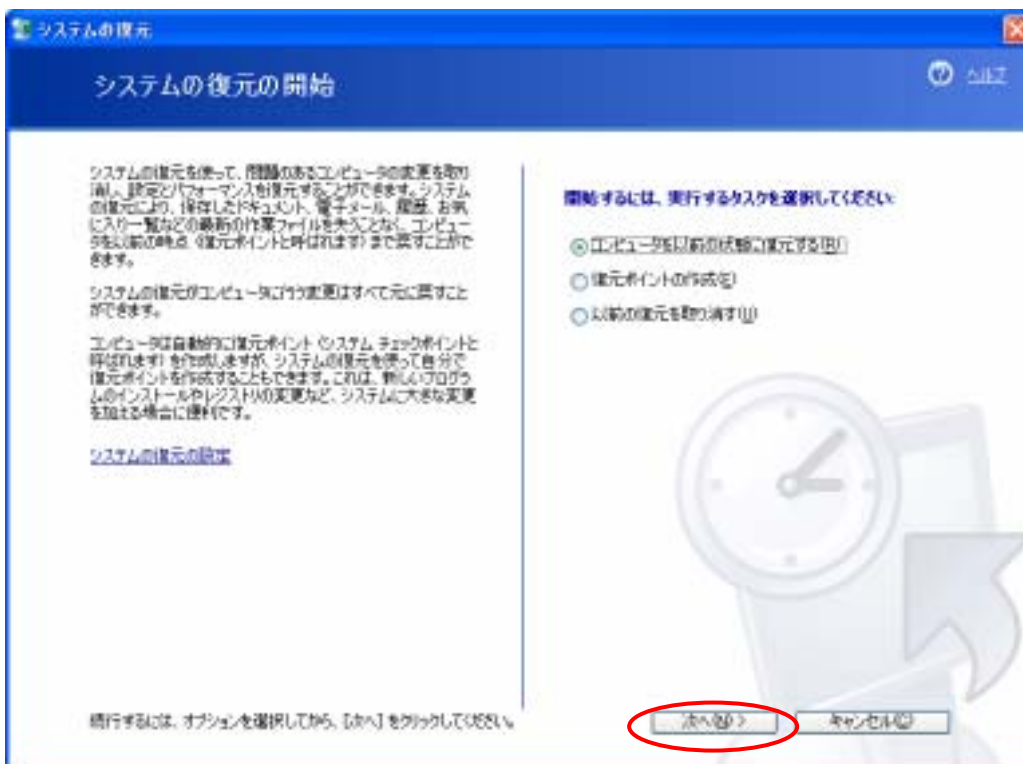 システムの復元
システムの復元の開始
ヘルプ
システムの復元を使って、問題のあるコンピュータの変更を取り
消し、設定とパフォーマンスを復元することができます。システム
の復元により、保存したドキュメント、電子メール、履歴、お気
に入り一覧などの最新の作業ファイルを失うことなく、コンピュー
タを以前の時点 (復元ポイントと呼ばれます) まで戻すことがで
きます。
システムの復元がコンピュータに行う変更はすべて元に戻すこと
ができます。
コンピュータは自動的に復元ポイント (システム チェックポイントと
呼ばれます) を作成しますが、システムの復元を使って自分で
復元ポイントを作成することもできます。これは、新しいプログラ
ムのインストールやレジストリの変更など、システムに大きな変更
を加える場合に便利です。
システムの復元の設定
開始するには、実行するタスクを選択してください:
コンピュータを以前の状態に復元する(R)
復元ポイントの作成(E)
以前の復元を取り消す(U)
続行するには、オプションを選択してから、[次へ] をクリックしてください。
次へ(N) >
キャンセル(C)